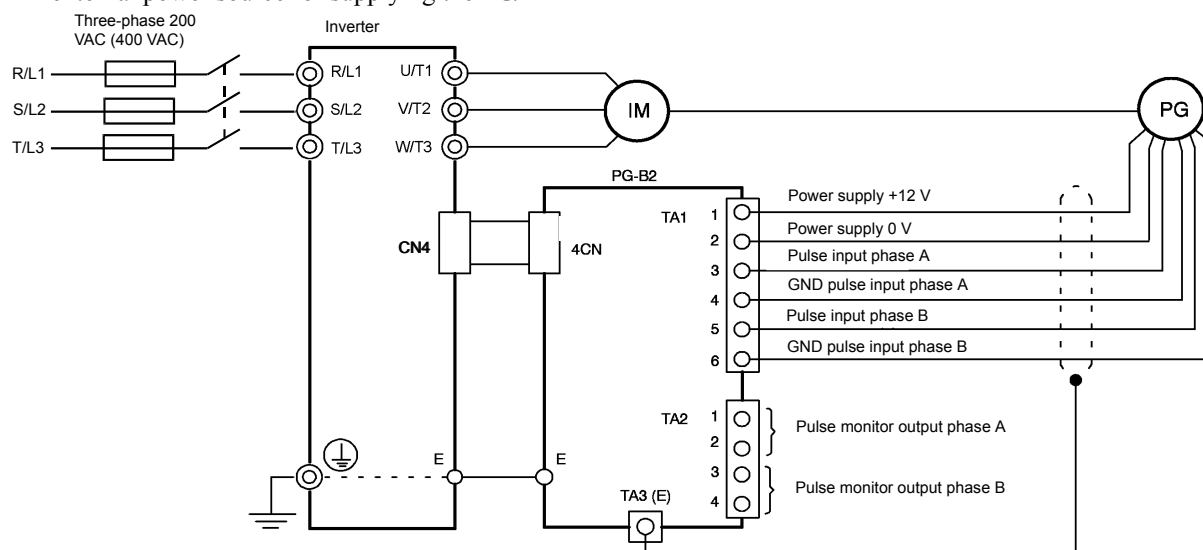 Three-phase 200
VAC (400 VAC)
Inverter
R/L1
R/L1
U/T1
S/L2
S/L2
V/T2
IM
PG
T/L3
T/L3
W/T3
PG-B2
TA1
1
Power supply +12 V
2
Power supply 0 V
CN4
4CN
3
Pulse input phase A
4
GND pulse input phase A
5
Pulse input phase B
6
GND pulse input phase B
TA2
1
2
Pulse monitor output phase A
3
4
Pulse monitor output phase B
E
E
TA3 (E)